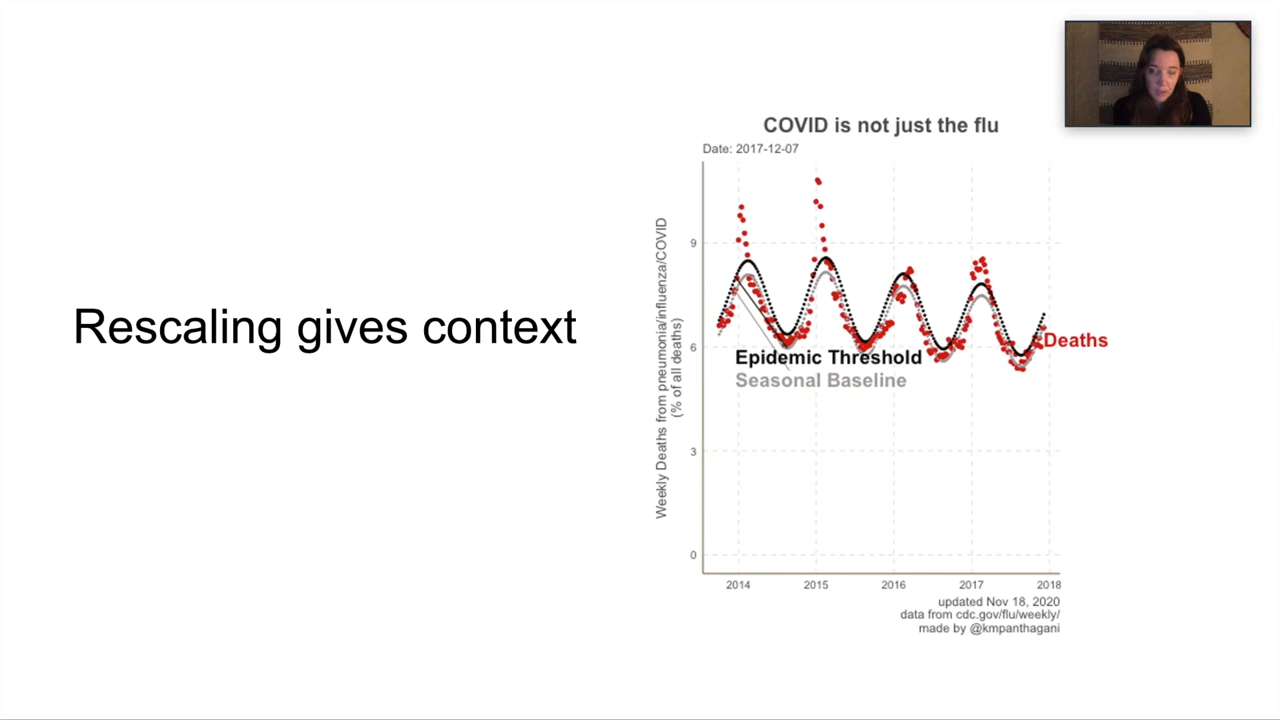 Rescaling gives context
COVID is not just the flu
Date: 2017-12-07
Weekly Deaths from pneumonia/influenza/COVID
(% of all deaths)
9
6
3
0
Deaths
Epidemic Threshold
Seasonal Baseline
2014 2015 2016 2017 2018
updated Nov 18, 2020
data from cdc.gov/flu/weekly/
made by @kmpanthagani